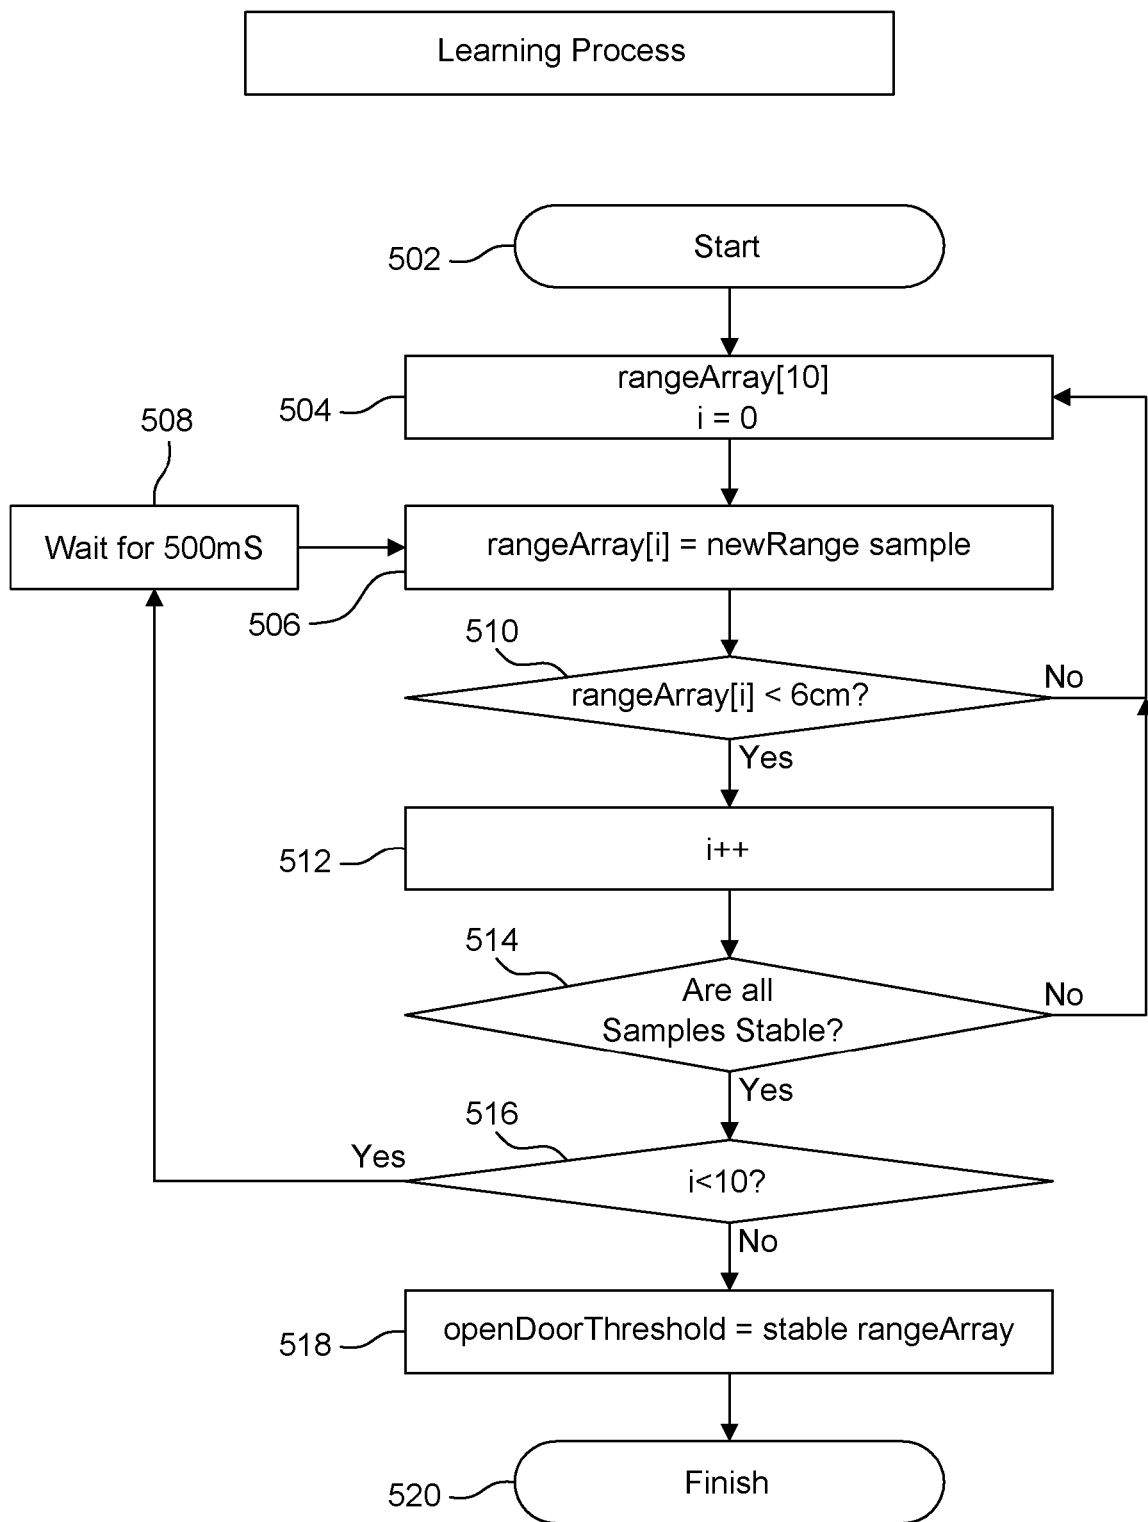 Learning Process
502
Start
504
rangeArray[10]
i = 0
508
Wait for 500mS
506
rangeArray[i] = newRange sample
510
rangeArray[i] < 6cm?
No
Yes
512
i++
514
Are all
Samples Stable?
No
Yes
516
Yes
i<10?
No
518
openDoorThreshold = stable rangeArray
520
Finish